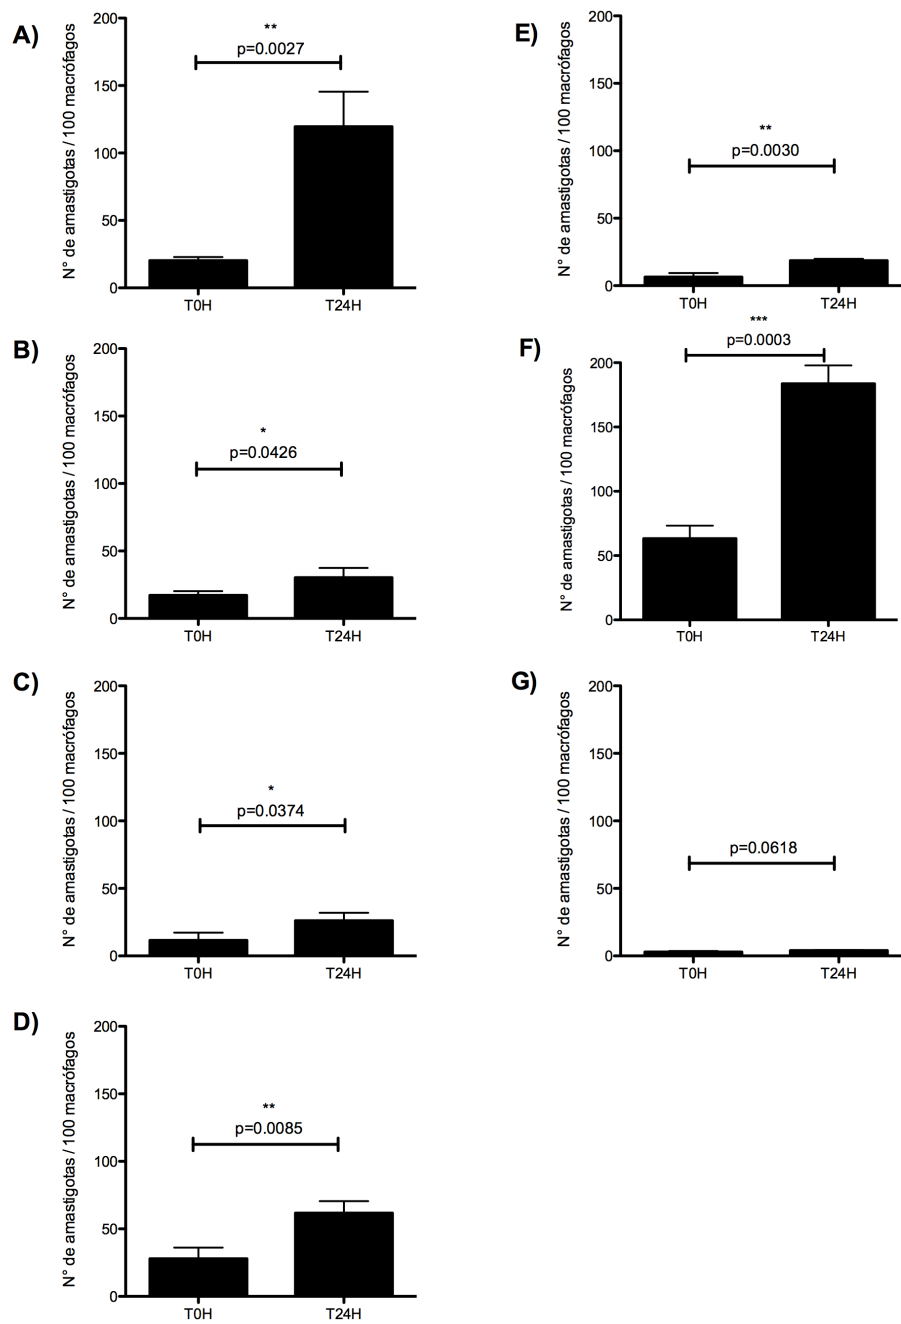 A)
N° de amastigotas / 100 macrófagos
200
150
100
50
0
**
p=0.0027
T0H
T24H
B)
N° de amastigotas / 100 macrófagos
200
150
100
50
0
*
p=0.0426
T0H
T24H
C)
N° de amastigotas / 100 macrófagos
200
150
100
50
0
*
p=0.0374
T0H
T24H
D)
N° de amastigotas / 100 macrófagos
200
150
100
50
0
**
p=0.0085
T0H
T24H
E)
N° de amastigotas / 100 macrófagos
200
150
100
50
0
**
p=0.0030
T0H
T24H
F)
N° de amastigotas / 100 macrófagos
200
150
100
50
0
***
p=0.0003
T0H
T24H
G)
N° de amastigotas / 100 macrófagos
200
150
100
50
0
p=0.0618
T0H
T24H